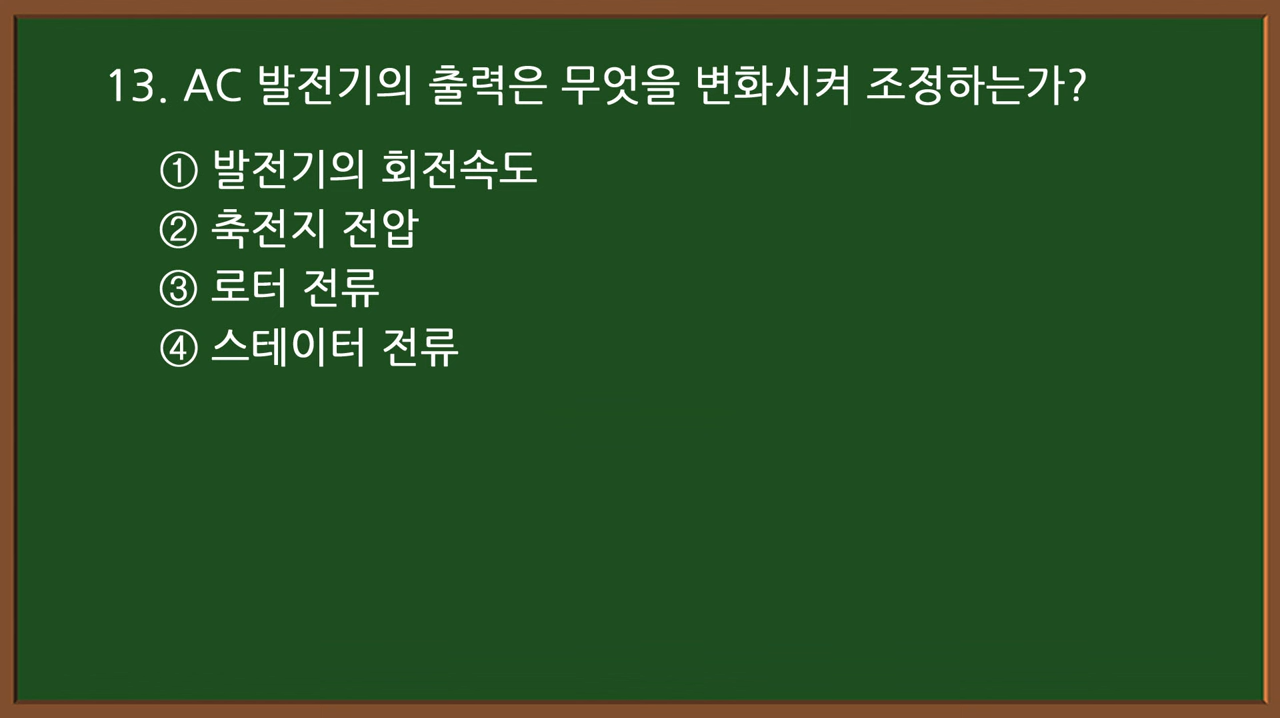 13. AC 발전기의 출력은 무엇을 변화시켜 조정하는가?
① 발전기의 회전속도
② 축전지 전압
③ 로터 전류
④ 스테이터 전류